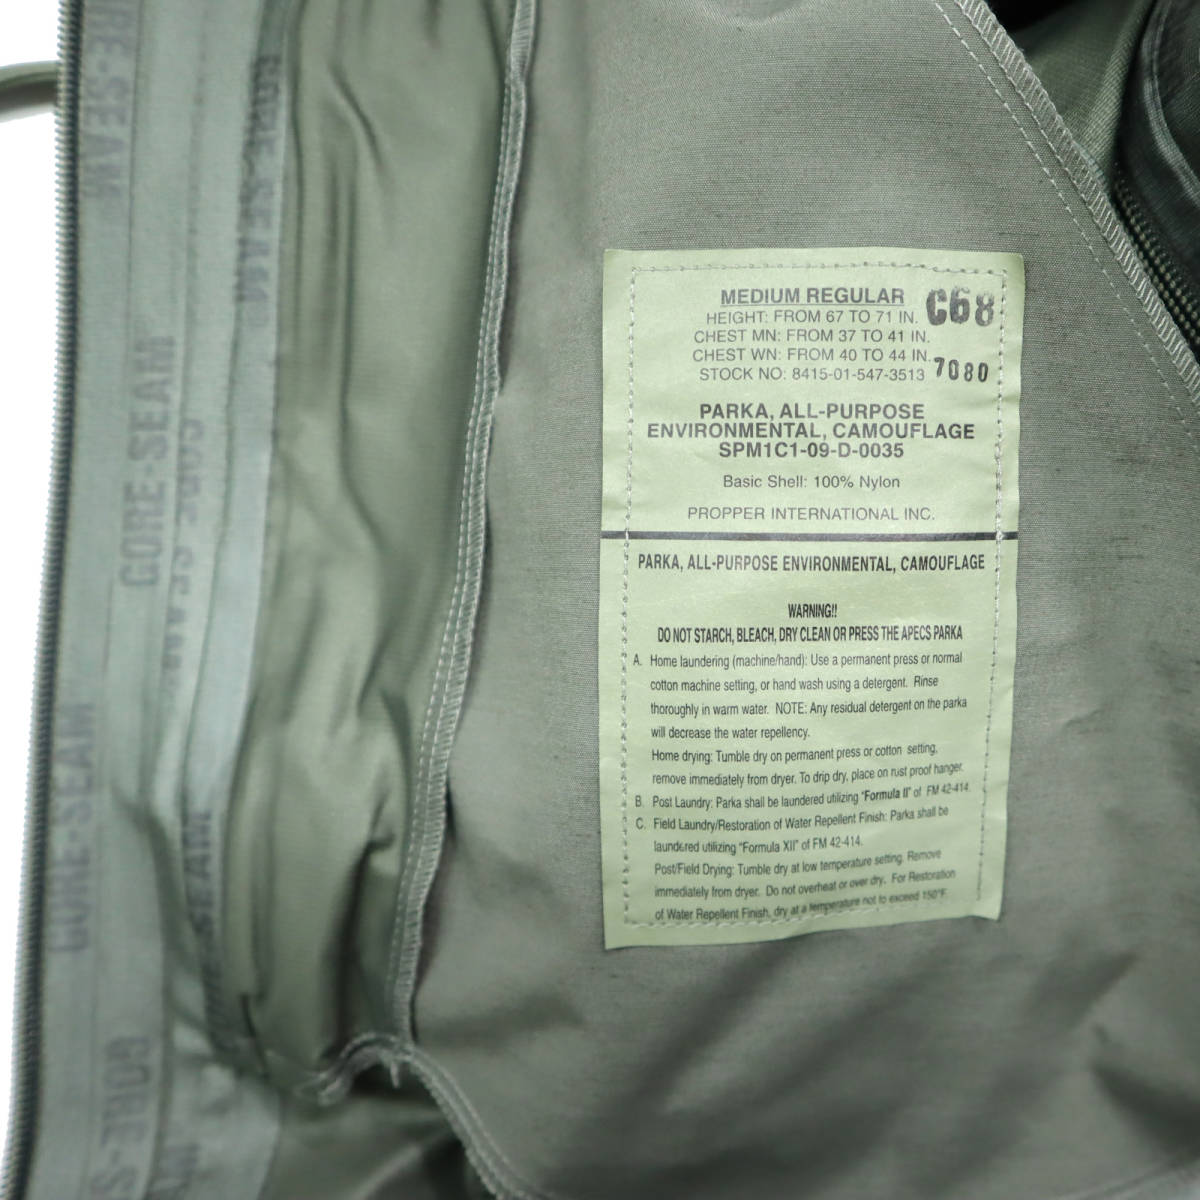 MEDIUM REGULAR
C68
HEIGHT: FROM 67 TO 71 IN.
CHEST MN: FROM 37 TO 41 IN.
CHEST WN: FROM 40 TO 44 IN.
7080
STOCK NO: 8415-01-547-3513
PARKA, ALL-PURPOSE
ENVIRONMENTAL, CAMOUFLAGE
SPM1C1-09-D-0035
Basic Shell: 100% Nylon
PROPPER INTERNATIONAL INC.
PARKA, ALL-PURPOSE ENVIRONMENTAL, CAMOUFLAGE
WARNING!!
DO NOT STARCH, BLEACH, DRY CLEAN OR PRESS THE APECS PARKA
A. Home laundering (machine/hand): Use a permanent press or normal
cotton machine setting, or hand wash using a detergent. Rinse
thoroughly in warm water. NOTE: Any residual detergent on the parka
will decrease the water repellency.
Home drying: Tumble dry on permanent press or cotton setting,
remove immediately from dryer. To drip dry, place on rust proof hanger.
B. Post Laundry: Parka shall be laundered utilizing "Formula II" of FM 42-414.
C. Field Laundry/Restoration of Water Repellent Finish: Parka shall be
laundered utilizing "Formula XII" of FM 42-414.
Post/Field Drying: Tumble dry at low temperature setting. Remove
immediately from dryer. Do not overheat or over dry. For Restoration
of Water Repellent Finish, dry at a temperature not to exceed 150°F.
RE-SEAM
GORE-SEAM
GORE-SEAM
GORE-SEAM
GORE-SEAM
E-SEAM
GORE-S